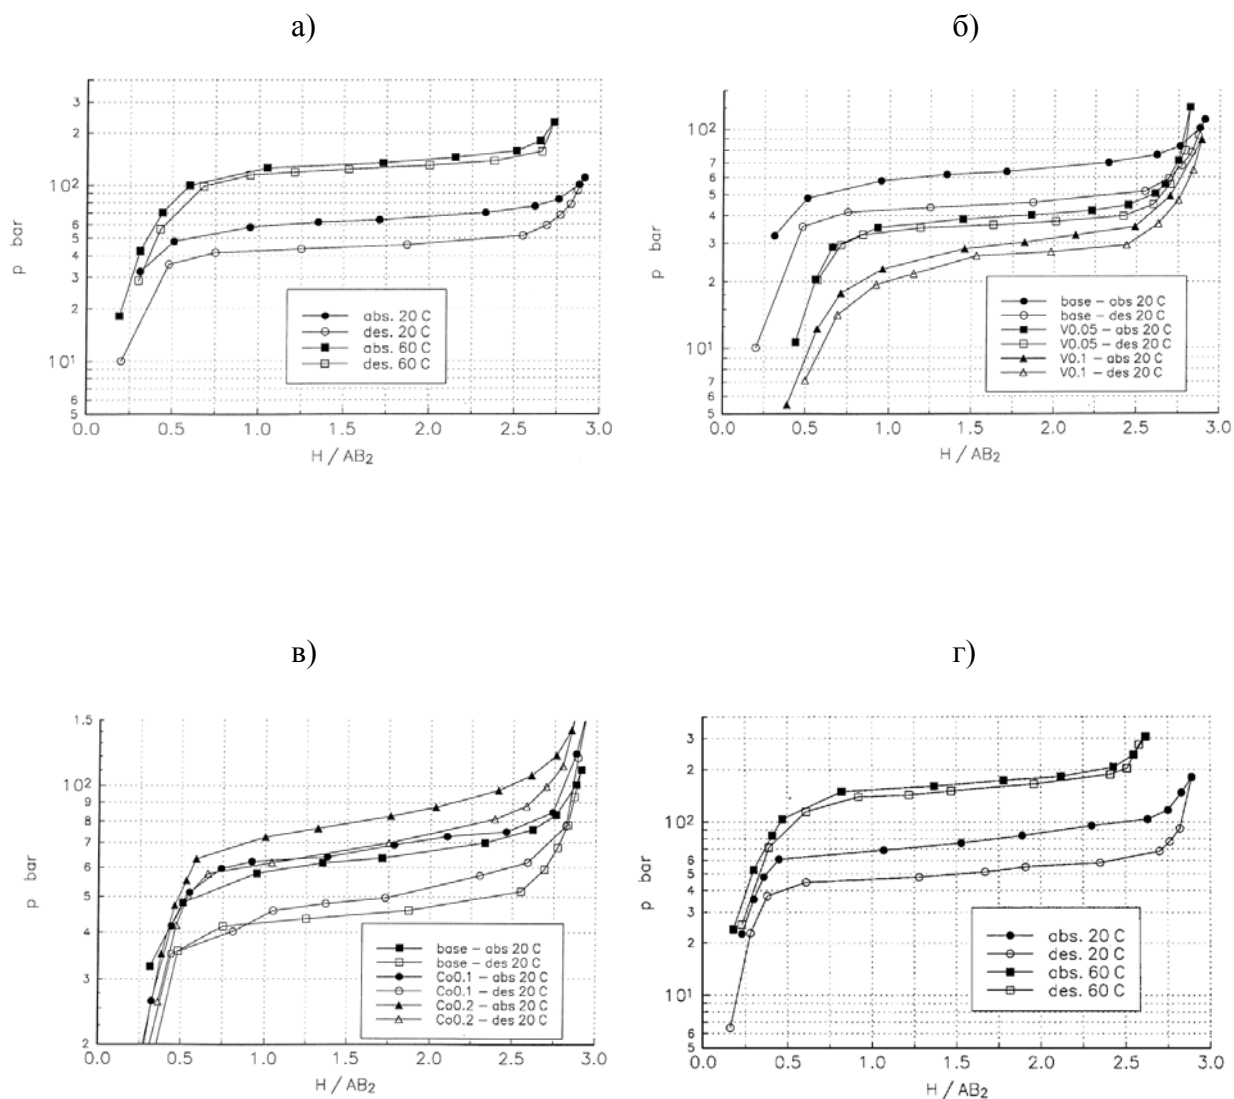 а)
б)
3
2
10²
7
6
5
4
3
2
10¹
7
6
5
p bar
abs. 20 C
des. 20 C
abs. 60 C
des. 60 C
0.0 0.5 1.0 1.5 2.0 2.5 3.0
H / AB₂
10²
7
6
5
4
3
2
10¹
7
6
5
p bar
base – abs 20 C
base – des 20 C
V0.05 – abs 20 C
V0.05 – des 20 C
V0.1 – abs 20 C
V0.1 – des 20 C
0.0 0.5 1.0 1.5 2.0 2.5 3.0
H / AB₂
в)
г)
1.5
10²
9
8
7
6
5
4
3
2
p bar
base – abs 20 C
base – des 20 C
Co0.1 – abs 20 C
Co0.1 – des 20 C
Co0.2 – abs 20 C
Co0.2 – des 20 C
0.0 0.5 1.0 1.5 2.0 2.5 3.0
H / AB₂
3
2
10²
6
5
4
3
2
10¹
8
6
5
p bar
abs. 20 C
des. 20 C
abs. 60 C
des. 60 C
0.0 0.5 1.0 1.5 2.0 2.5 3.0
H / AB₂